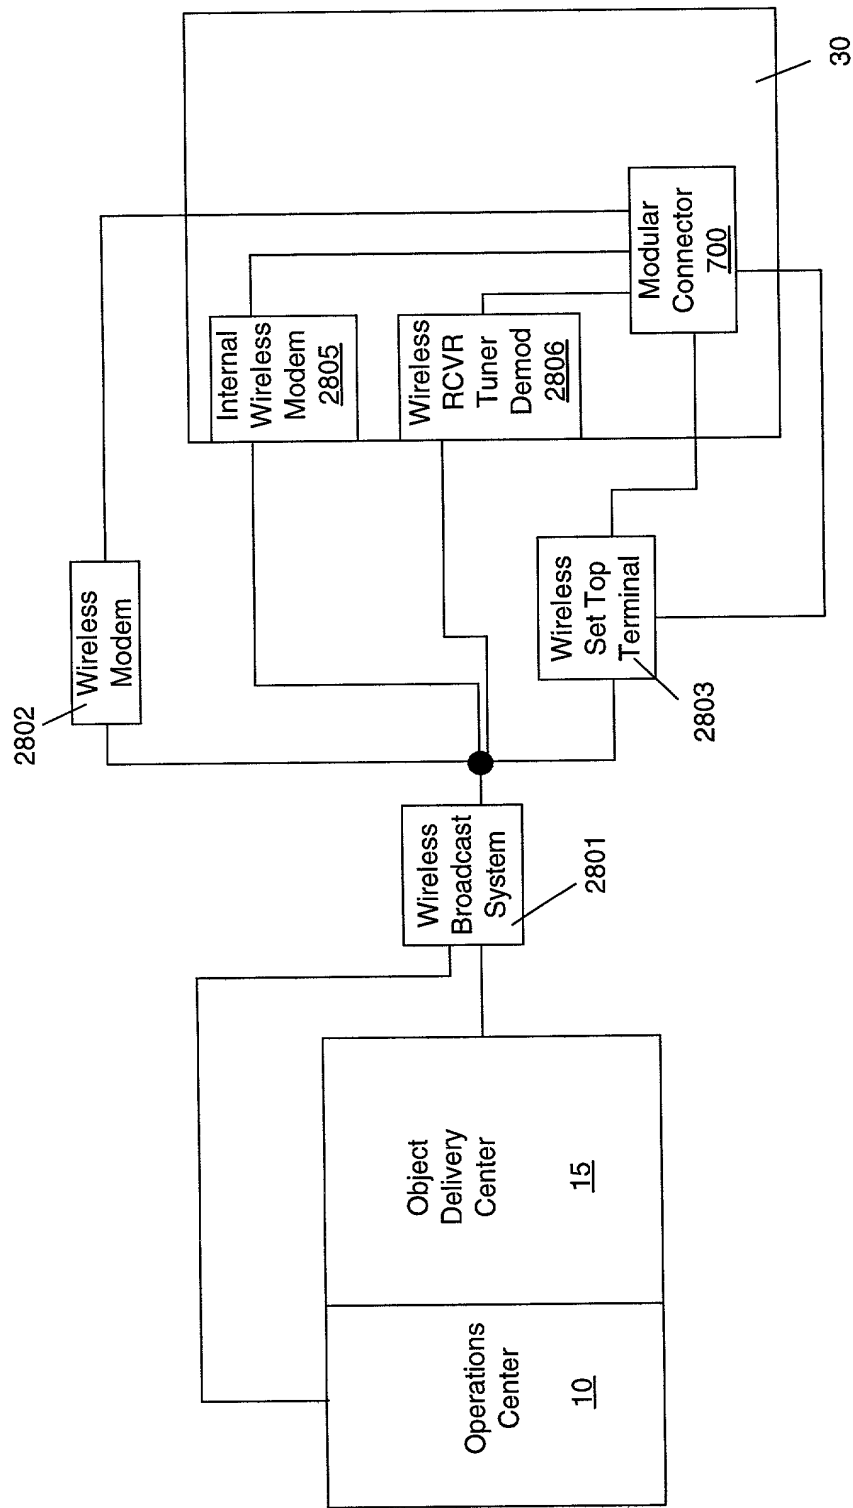 Operations
Center
10
Object
Delivery
Center
15
Wireless
Broadcast
System
2801
2802
Wireless
Modem
Internal
Wireless
Modem
2805
Wireless
RCVR
Tuner
Demod
2806
Wireless
Set Top
Terminal
2803
Modular
Connector
700
30